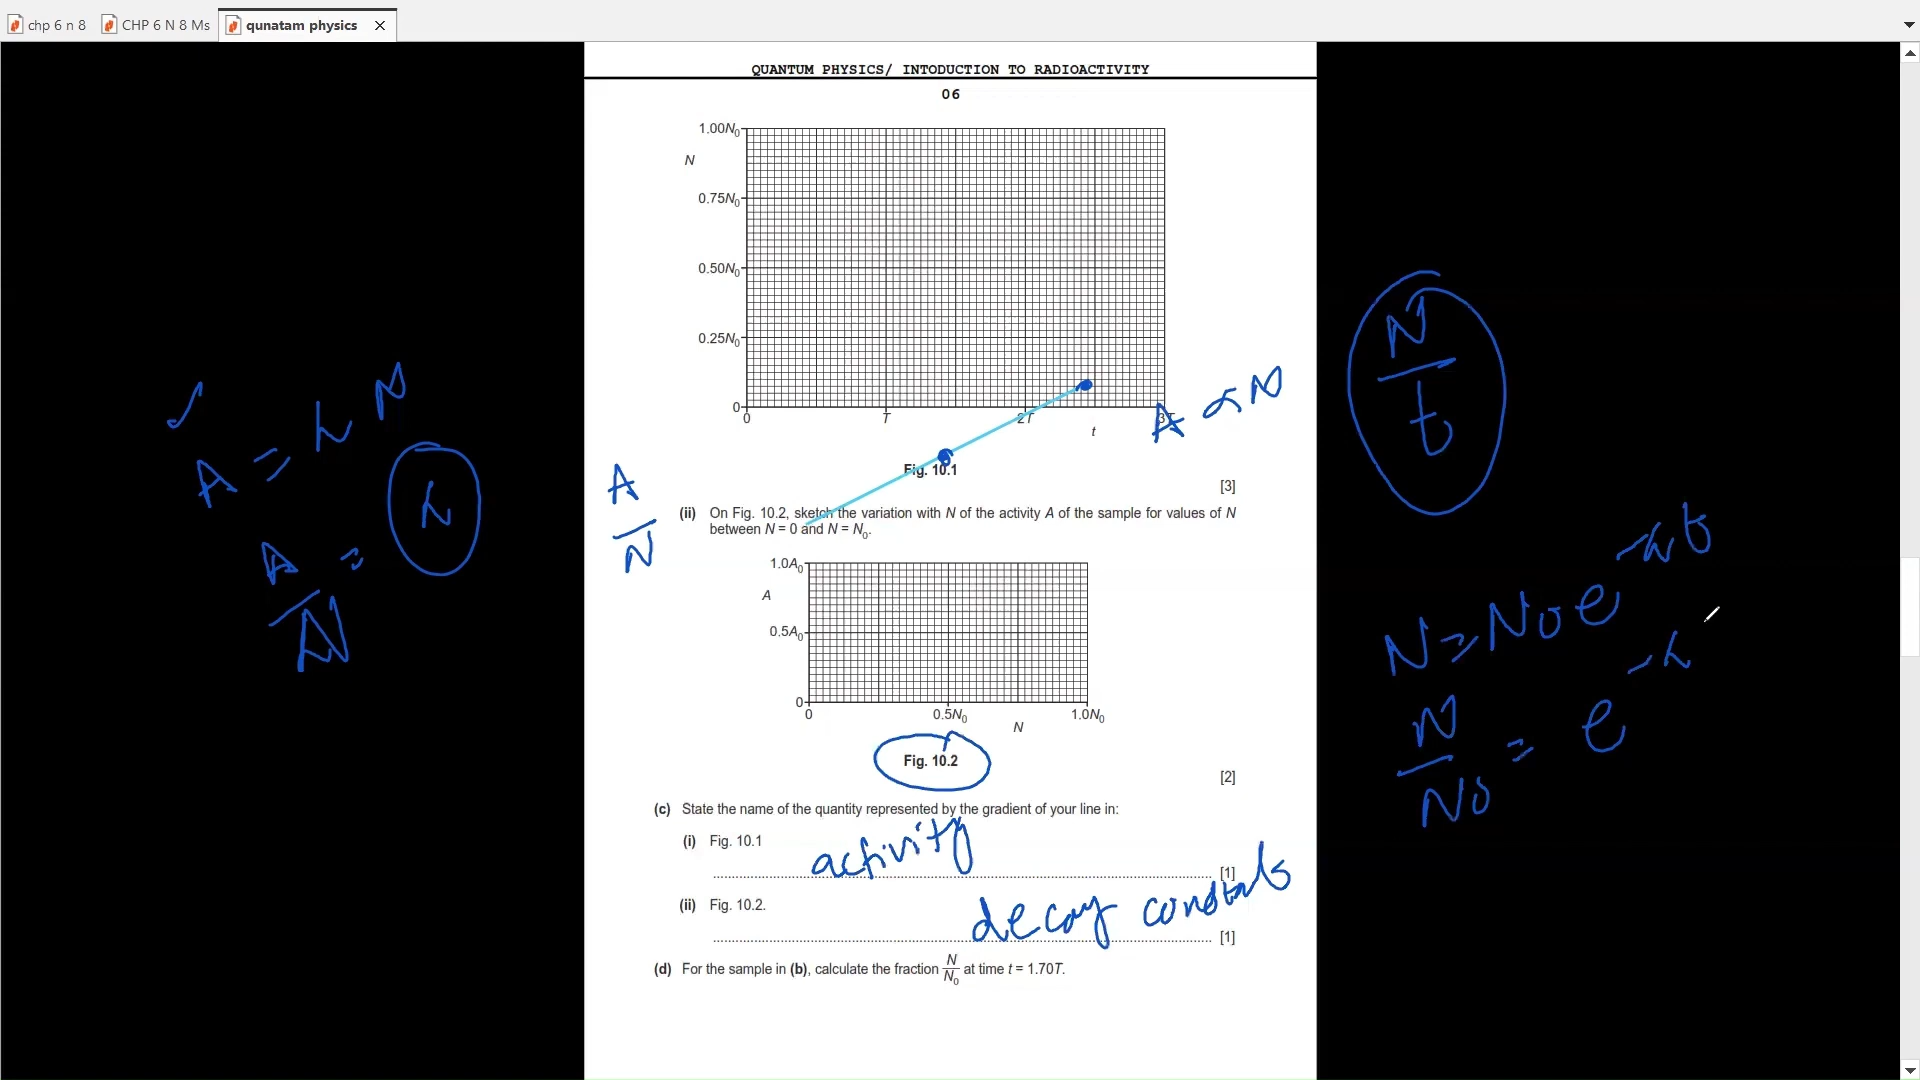 chp 6 n 8
CHP 6 N 8 Ms
qunatam physics
QUANTUM PHYSICS/ INTODUCTION TO RADIOACTIVITY
06
1.00N₀
N
0.75N₀
0.50N₀
0.25N₀
0
0 T 2T 3T
t
Fig. 10.1
[3]
A ∝ N
A = λ N
A/N = λ
A/N
N/t
(ii) On Fig. 10.2, sketch the variation with N of the activity A of the sample for values of N
between N = 0 and N = N₀.
1.0A₀
A
0.5A₀
0
0 0.5N₀ 1.0N₀
N
Fig. 10.2
[2]
N = N₀e^-λt
N/N₀ = e^-λ
(c) State the name of the quantity represented by the gradient of your line in:
(i) Fig. 10.1
activity
[1]
(ii) Fig. 10.2.
decay constants
[1]
(d) For the sample in (b), calculate the fraction N/N₀ at time t = 1.70T.